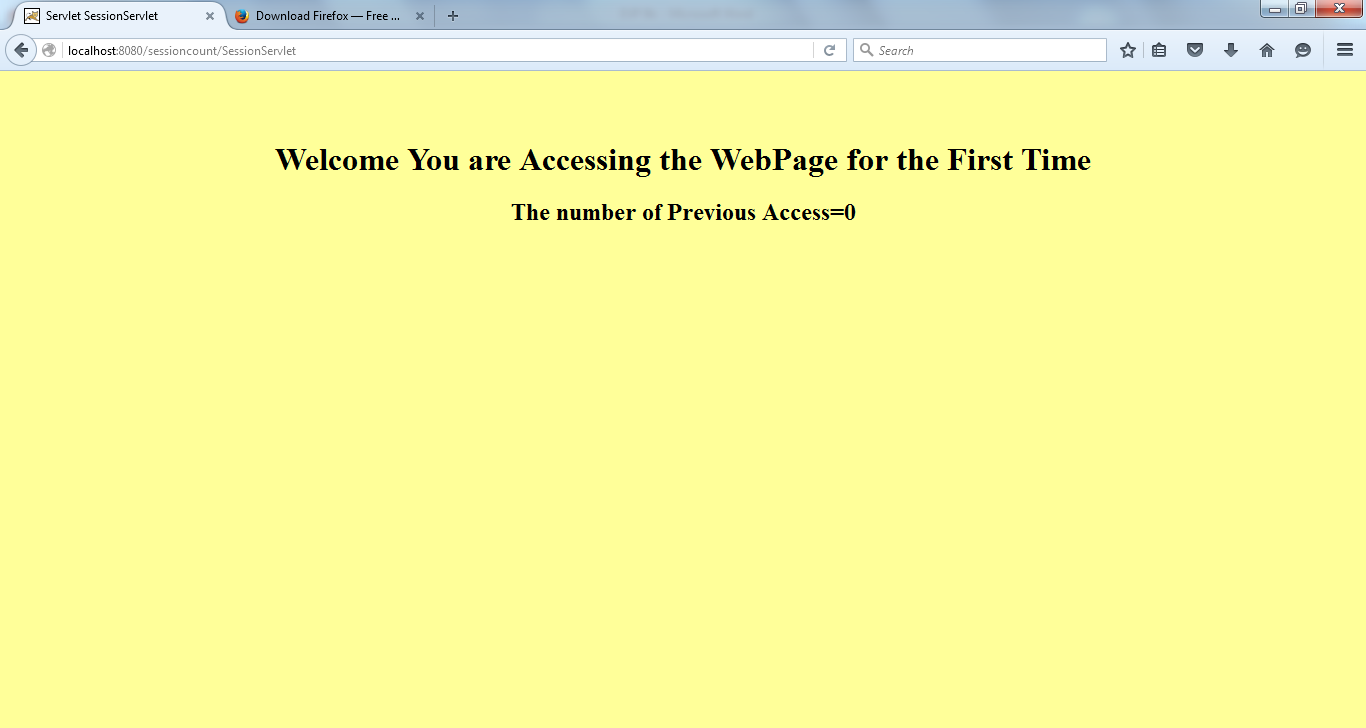 Servlet SessionServlet
Download Firefox — Free ...
localhost:8080/sessioncount/SessionServlet
Search
Welcome You are Accessing the WebPage for the First Time
The number of Previous Access=0